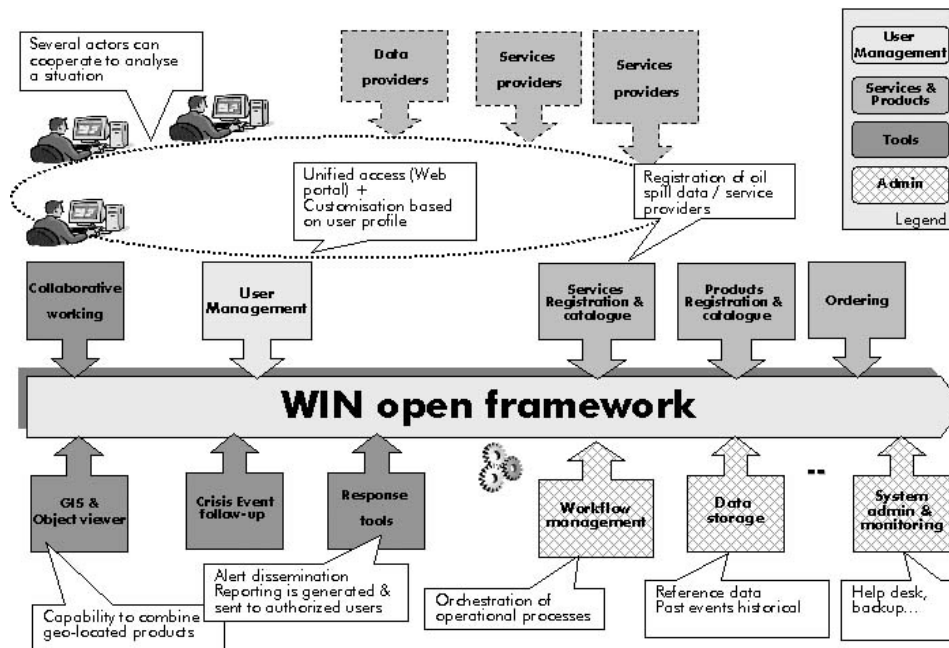 Several actors can
cooperate to analyse
a situation
Data
providers
Services
providers
Services
providers
User
Management
Services &
Products
Tools
Admin
Legend
Unified access (Web
portal) +
Customisation based
on user profile
Registration of oil
spill data / service
providers
Collaborative
working
User
Management
Services
Registration &
catalogue
Products
Registration &
catalogue
Ordering
WIN open framework
GIS &
Object viewer
Crisis Event
follow-up
Response
tools
Workflow
management
Data
storage
--
System
admin &
monitoring
Capability to combine
geo-located products
Alert dissemination
Reporting is generated &
sent to authorized users
Orchestration of
operational processes
Reference data
Past events historical
Help desk,
backup...